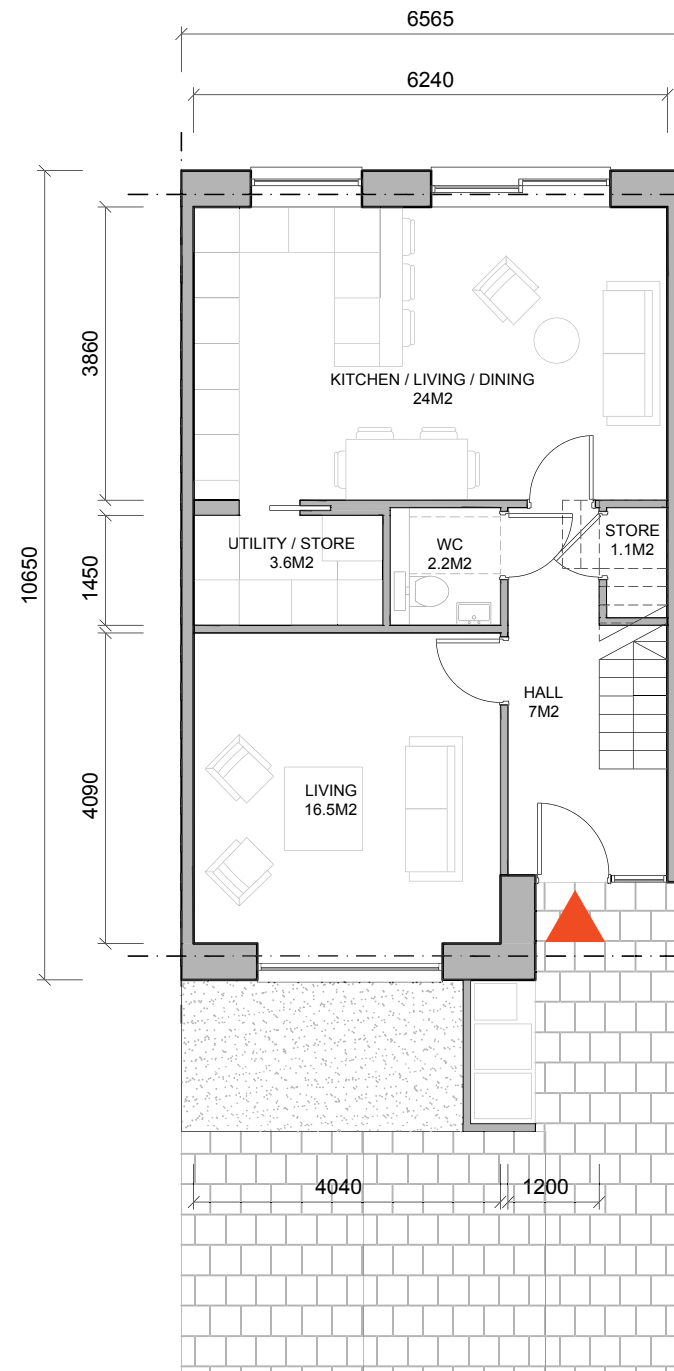 6565
6240
3860
KITCHEN / LIVING / DINING
24M2
10650
1450
UTILITY / STORE
3.6M2
WC
2.2M2
STORE
1.1M2
HALL
7M2
4090
LIVING
16.5M2
4040
1200